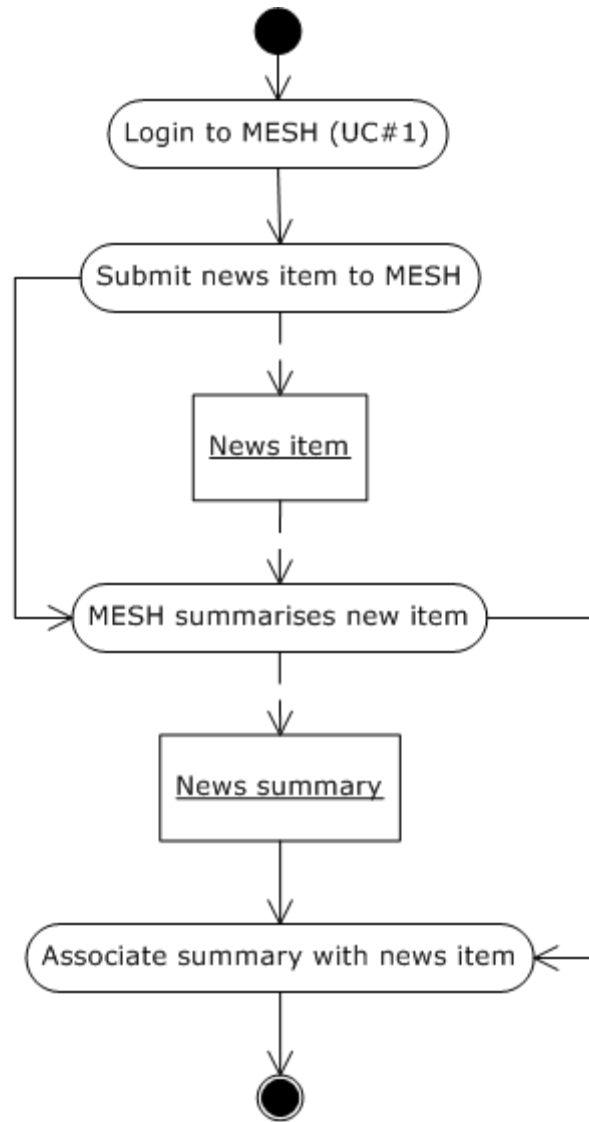 Login to MESH (UC#1)
Submit news item to MESH
News item
MESH summarises new item
News summary
Associate summary with news item